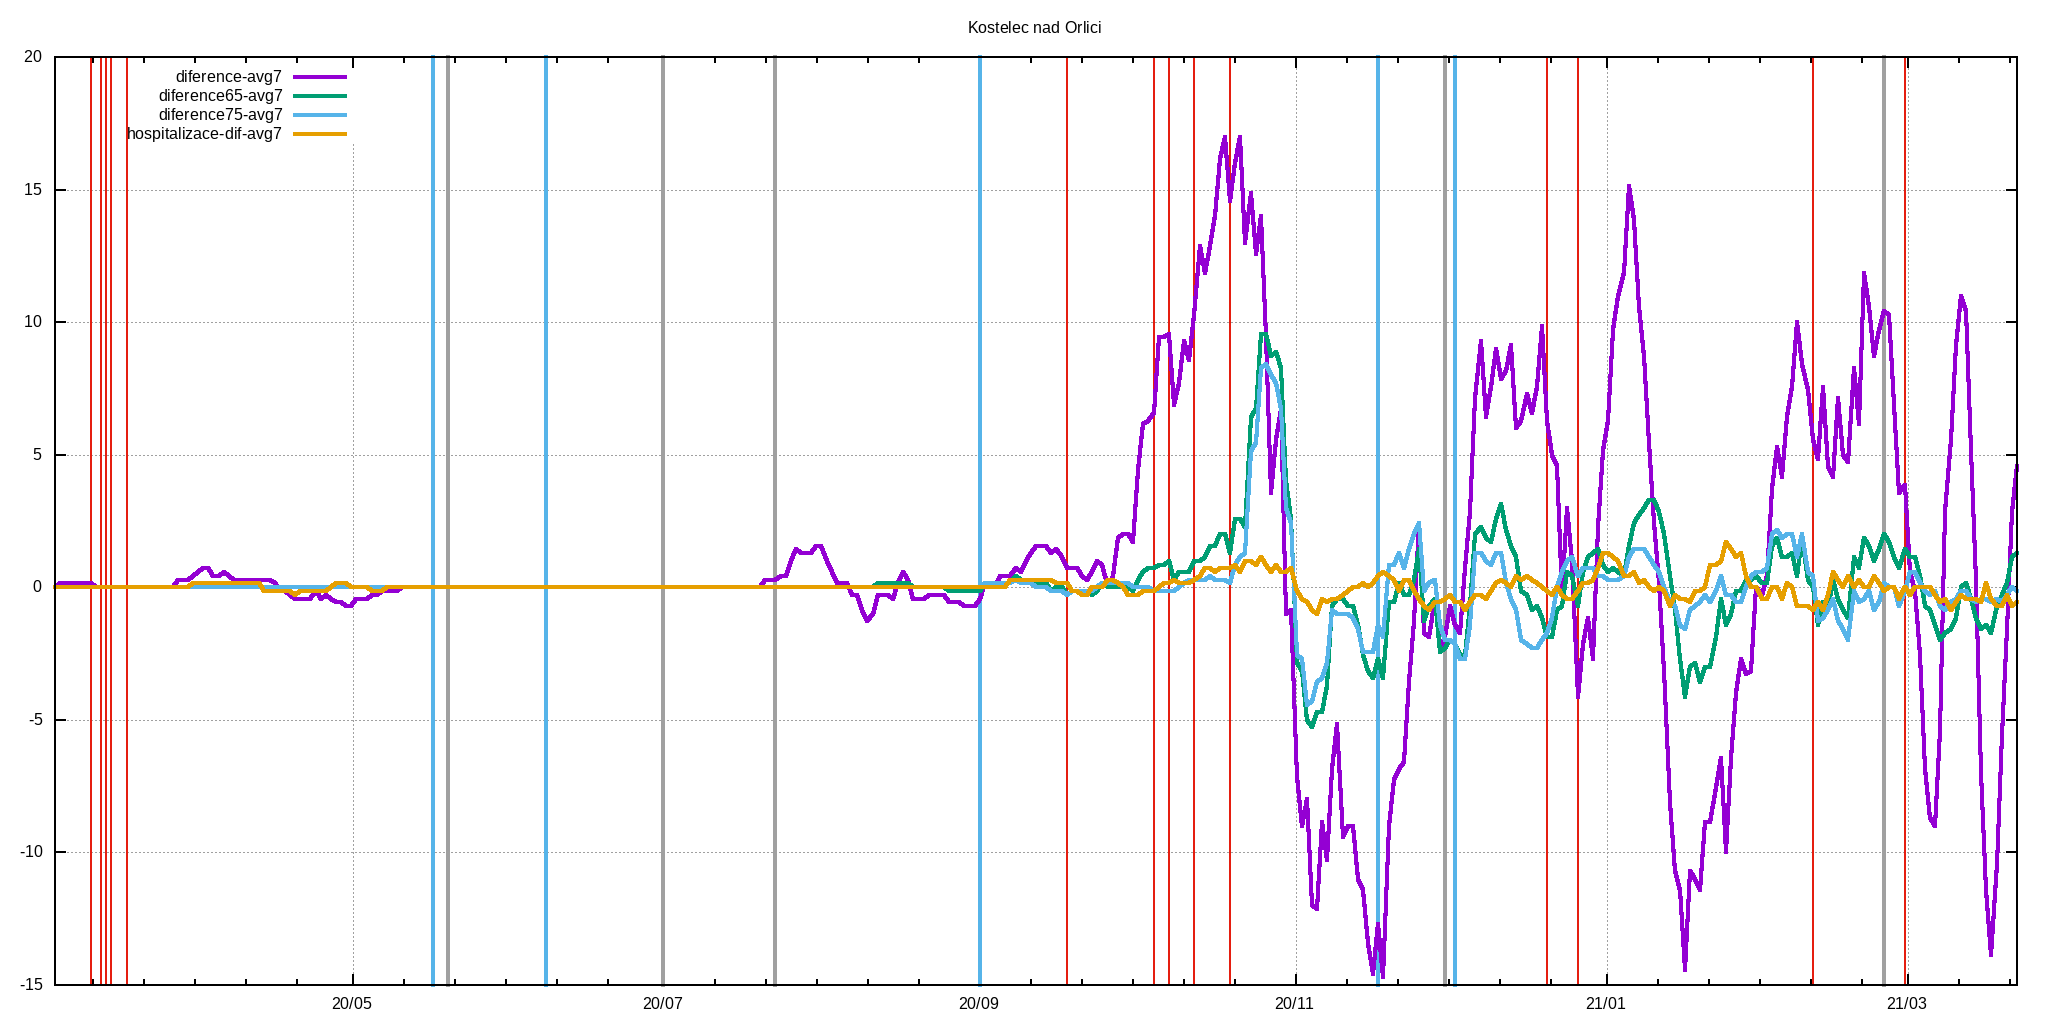 Kostelec nad Orlici
diference-avg7
diference65-avg7
diference75-avg7
hospitalizace-dif-avg7
20
15
10
5
0
-5
-10
-15
20/05 20/07 20/09 20/11 21/01 21/03